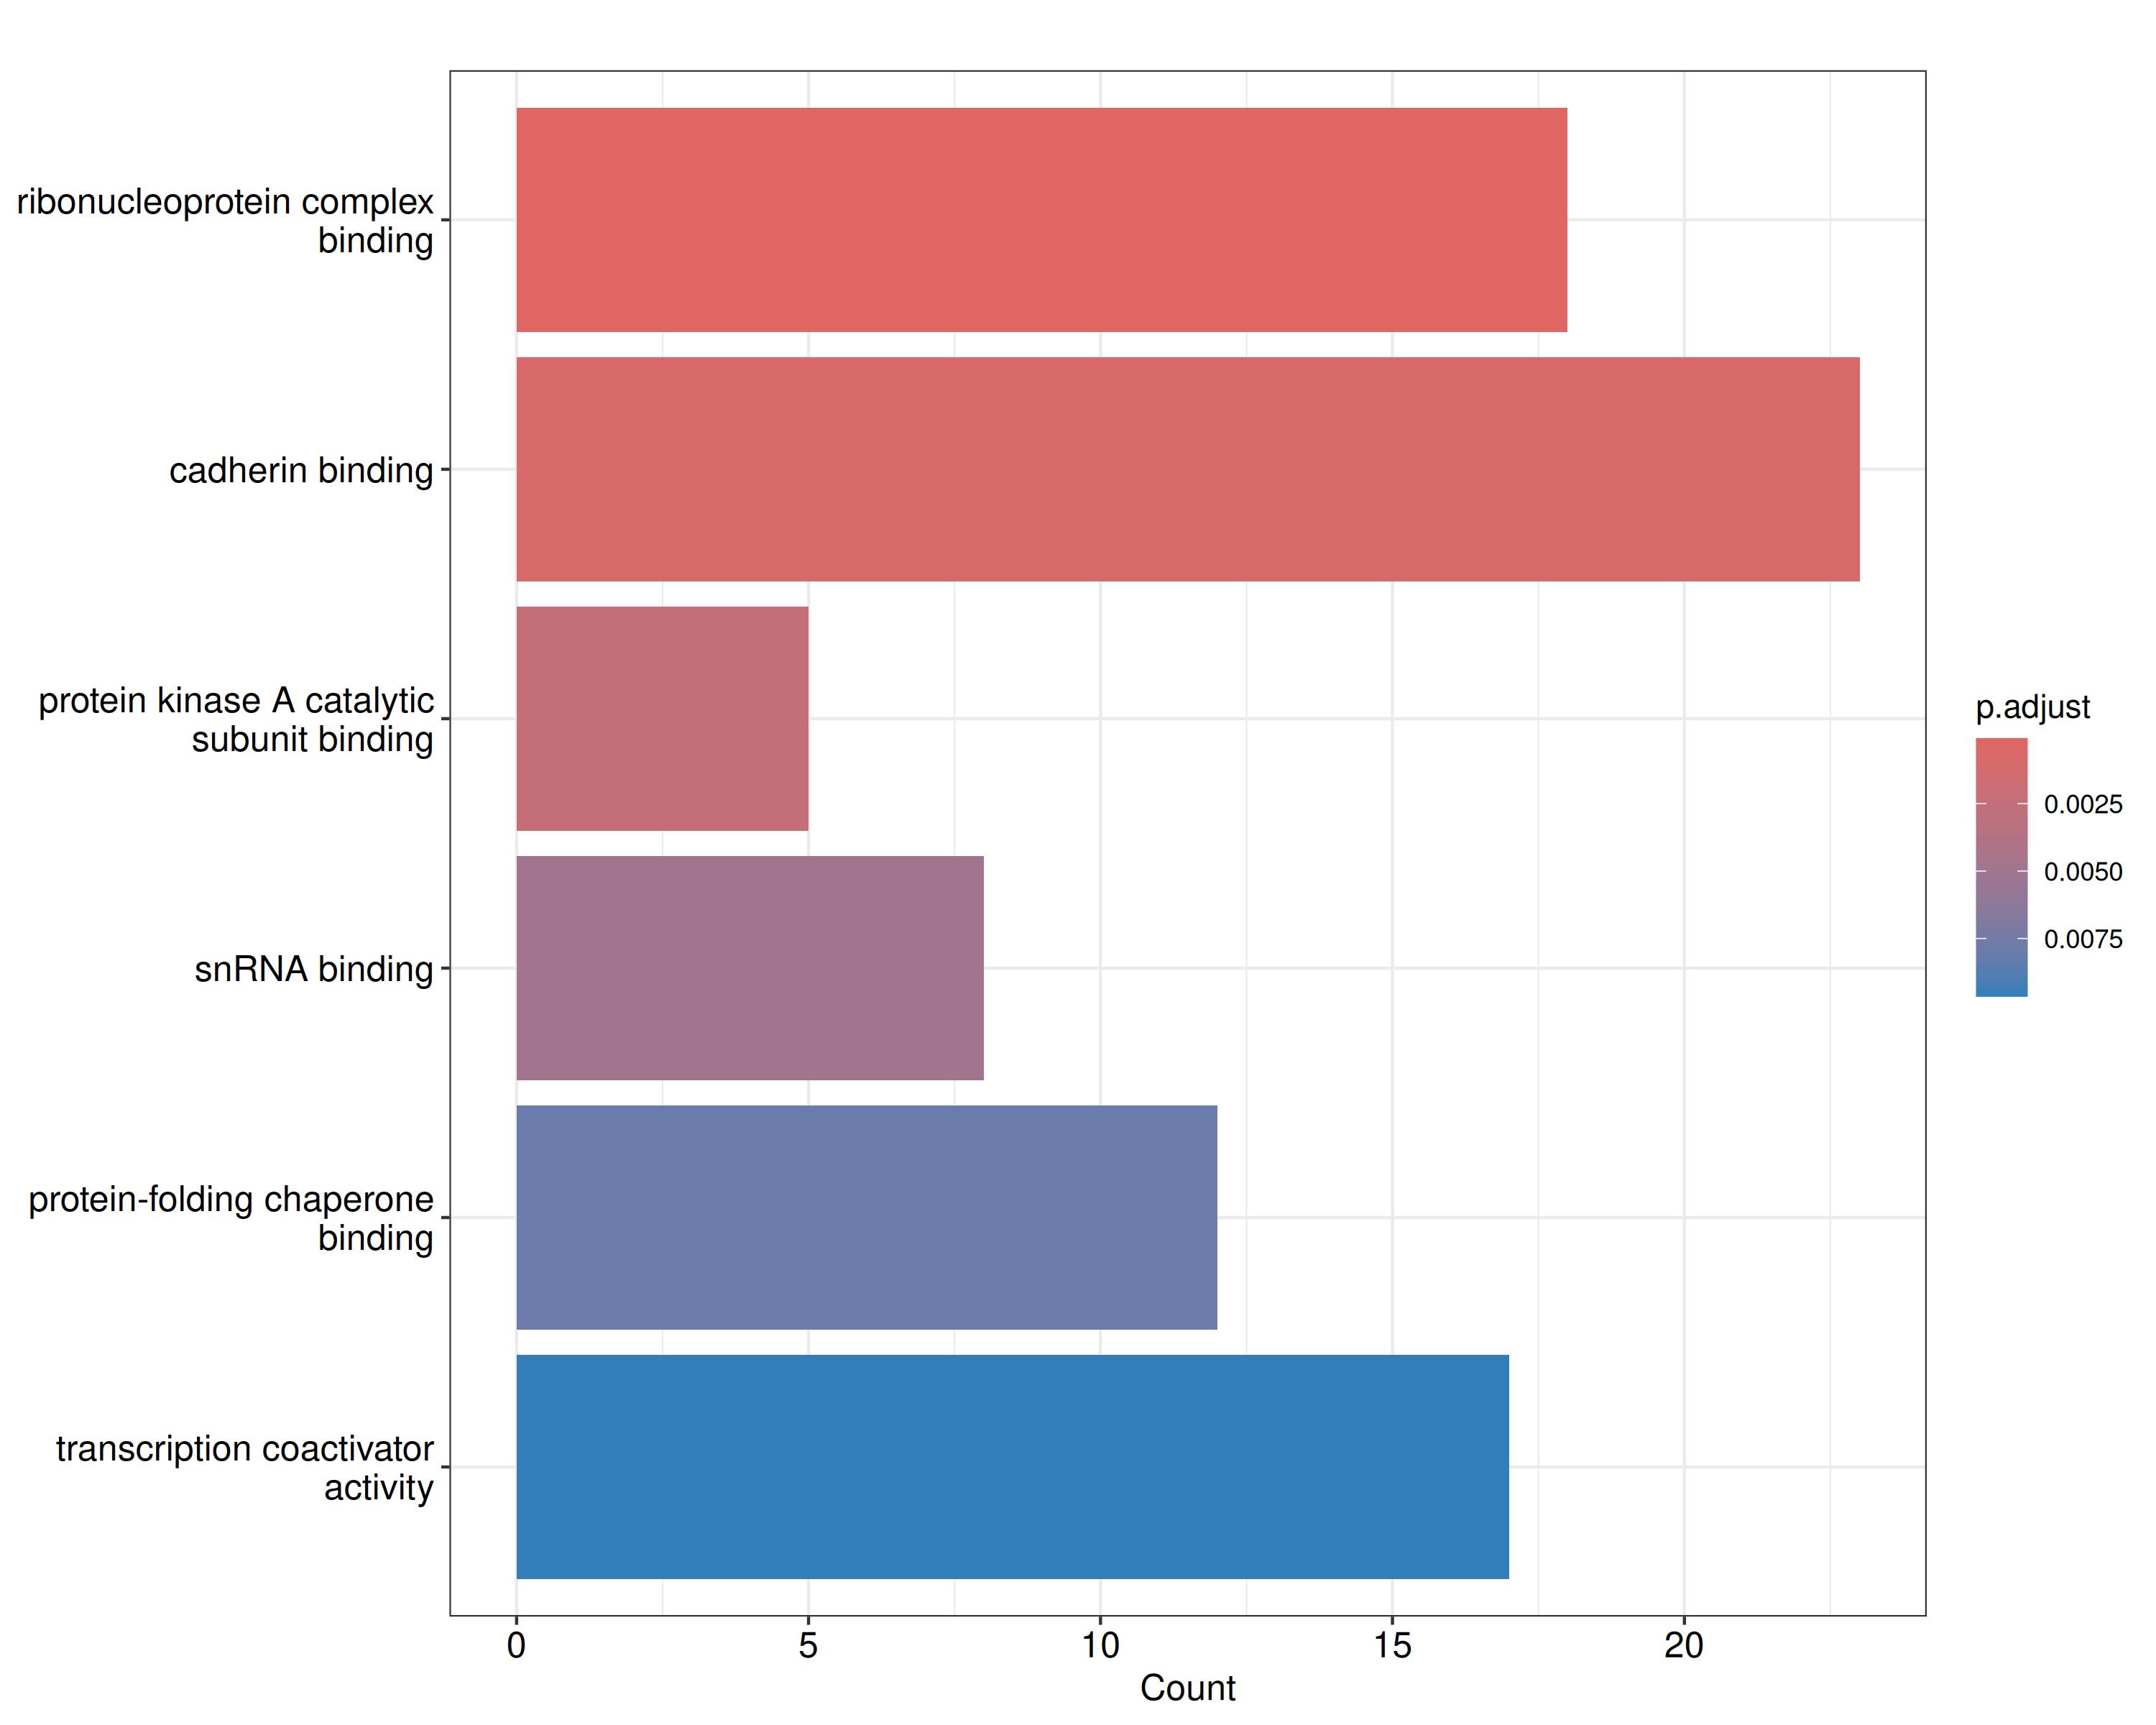 ribonucleoprotein complex
binding
cadherin binding
protein kinase A catalytic
subunit binding
snRNA binding
protein-folding chaperone
binding
transcription coactivator
activity
0
5
10
15
20
Count
p.adjust
0.0025
0.0050
0.0075